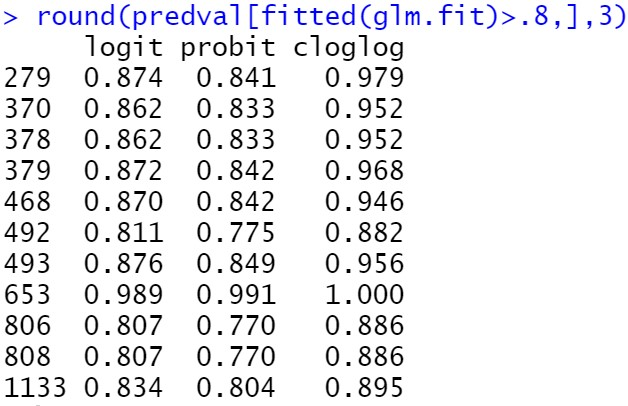 > round(predval[fitted(glm.fit)>.8,],3)
logit probit cloglog
279 0.874 0.841 0.979
370 0.862 0.833 0.952
378 0.862 0.833 0.952
379 0.872 0.842 0.968
468 0.870 0.842 0.946
492 0.811 0.775 0.882
493 0.876 0.849 0.956
653 0.989 0.991 1.000
806 0.807 0.770 0.886
808 0.807 0.770 0.886
1133 0.834 0.804 0.895